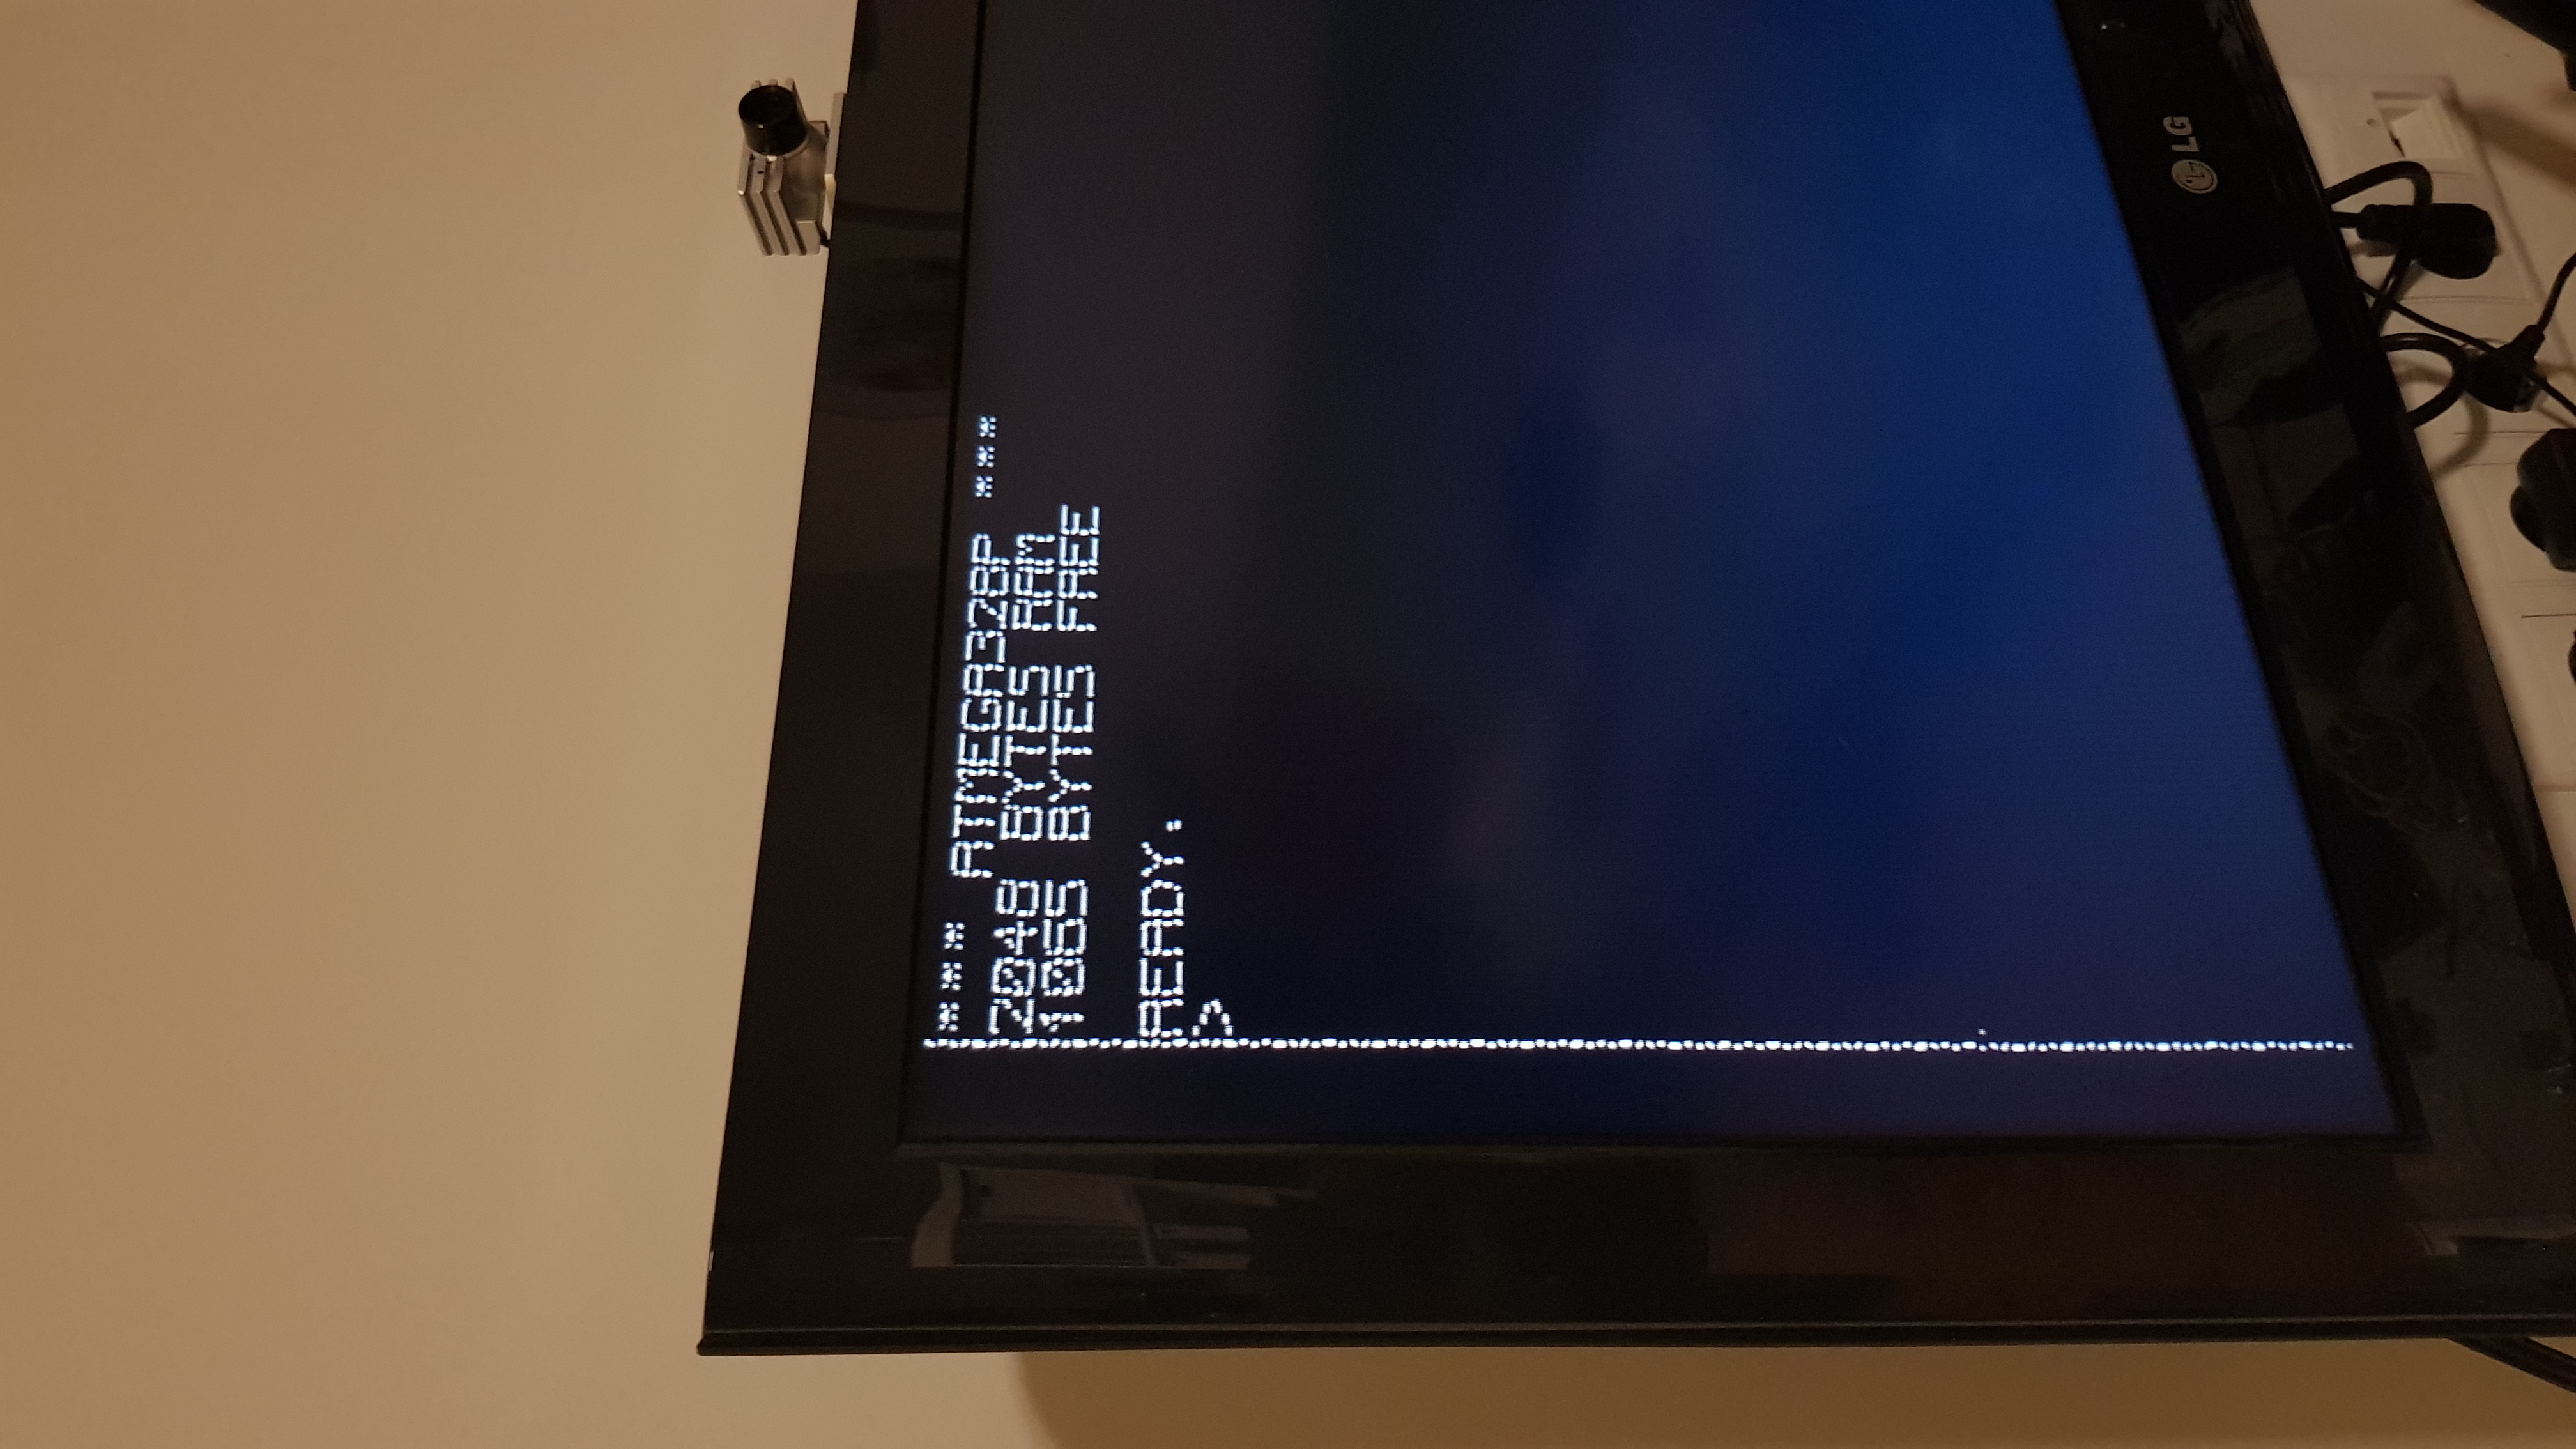 *** ATMEGA328P ***
2048 BYTES RAM
1065 BYTES FREE
READY.
>
LG